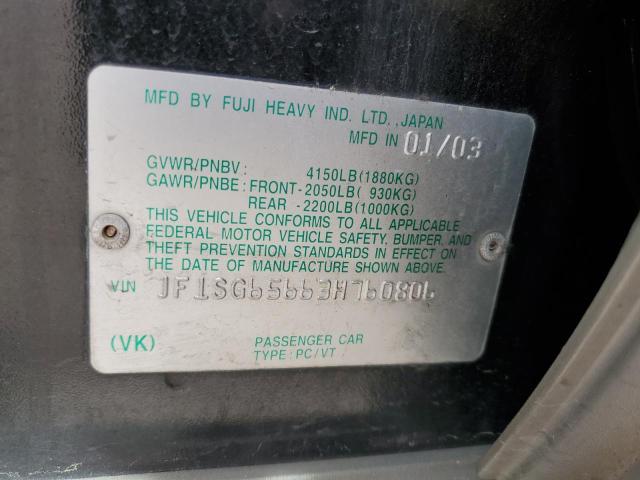 MFD BY FUJI HEAVY IND. LTD., JAPAN
MFD IN 01/03
GVWR/PNBV: 4150LB(1880KG)
GAWR/PNBE: FRONT-2050LB( 930KG)
REAR -2200LB(1000KG)
THIS VEHICLE CONFORMS TO ALL APPLICABLE
FEDERAL MOTOR VEHICLE SAFETY, BUMPER, AND
THEFT PREVENTION STANDARDS IN EFFECT ON
THE DATE OF MANUFACTURE SHOWN ABOVE.
VIN JF1SG65663H760806
(VK) PASSENGER CAR
TYPE: PC/VT